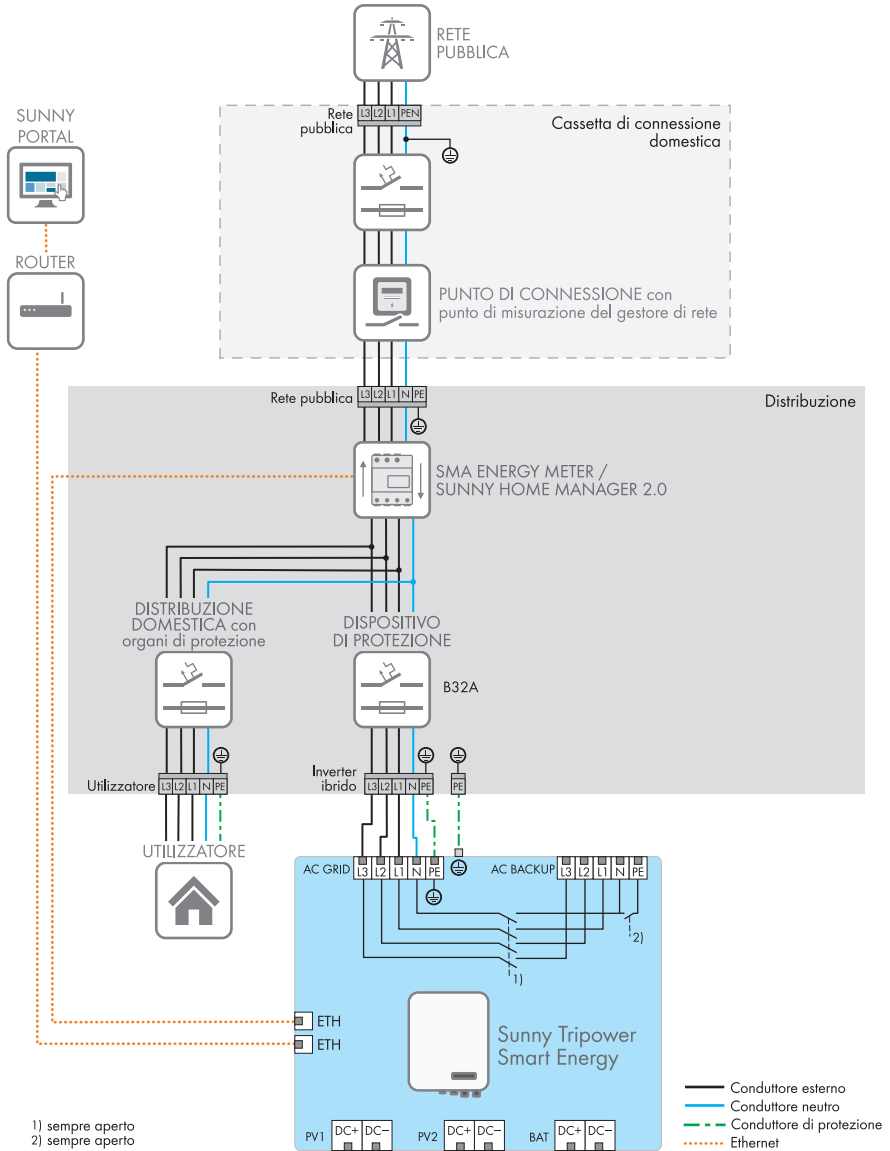 RETE
PUBBLICA
SUNNY
PORTAL
Rete
pubblica
L3 L2 L1 PEN
Cassetta di connessione
domestica
ROUTER
PUNTO DI CONNESSIONE con
punto di misurazione del gestore di rete
Rete pubblica
L3 L2 L1 N PE
Distribuzione
SMA ENERGY METER /
SUNNY HOME MANAGER 2.0
DISTRIBUZIONE
DOMESTICA con
organi di protezione
DISPOSITIVO
DI PROTEZIONE
B32A
Utilizzatore
L3 L2 L1 N PE
Inverter
ibrido
L3 L2 L1 N PE
PE
UTILIZZATORE
AC GRID
L3 L2 L1 N PE
AC BACKUP
L3 L2 L1 N PE
2)
1)
ETH
ETH
Sunny Tripower
Smart Energy
PV1 DC+ DC−
PV2 DC+ DC−
BAT DC+ DC−
1) sempre aperto
2) sempre aperto
Conduttore esterno
Conduttore neutro
Conduttore di protezione
Ethernet